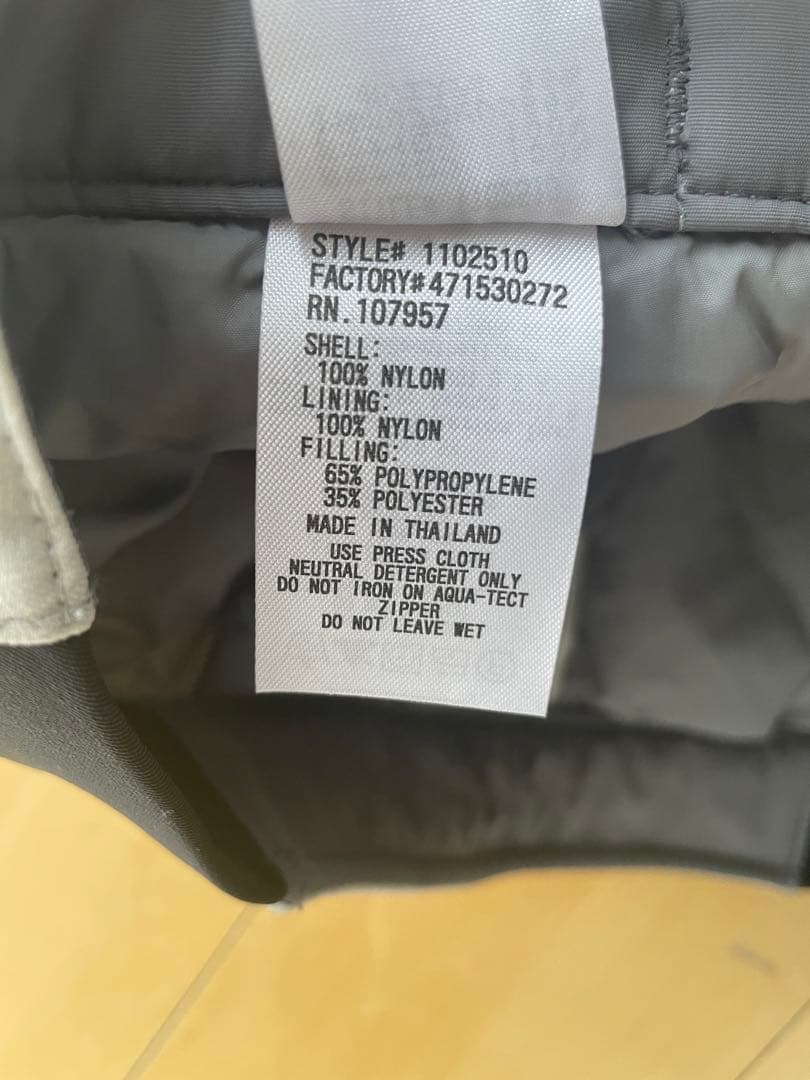 STYLE# 1102510
FACTORY#471530272
RN.107957
SHELL:
100% NYLON
LINING:
100% NYLON
FILLING:
65% POLYPROPYLENE
35% POLYESTER
MADE IN THAILAND
USE PRESS CLOTH
NEUTRAL DETERGENT ONLY
DO NOT IRON ON AQUA-TECT
ZIPPER
DO NOT LEAVE WET